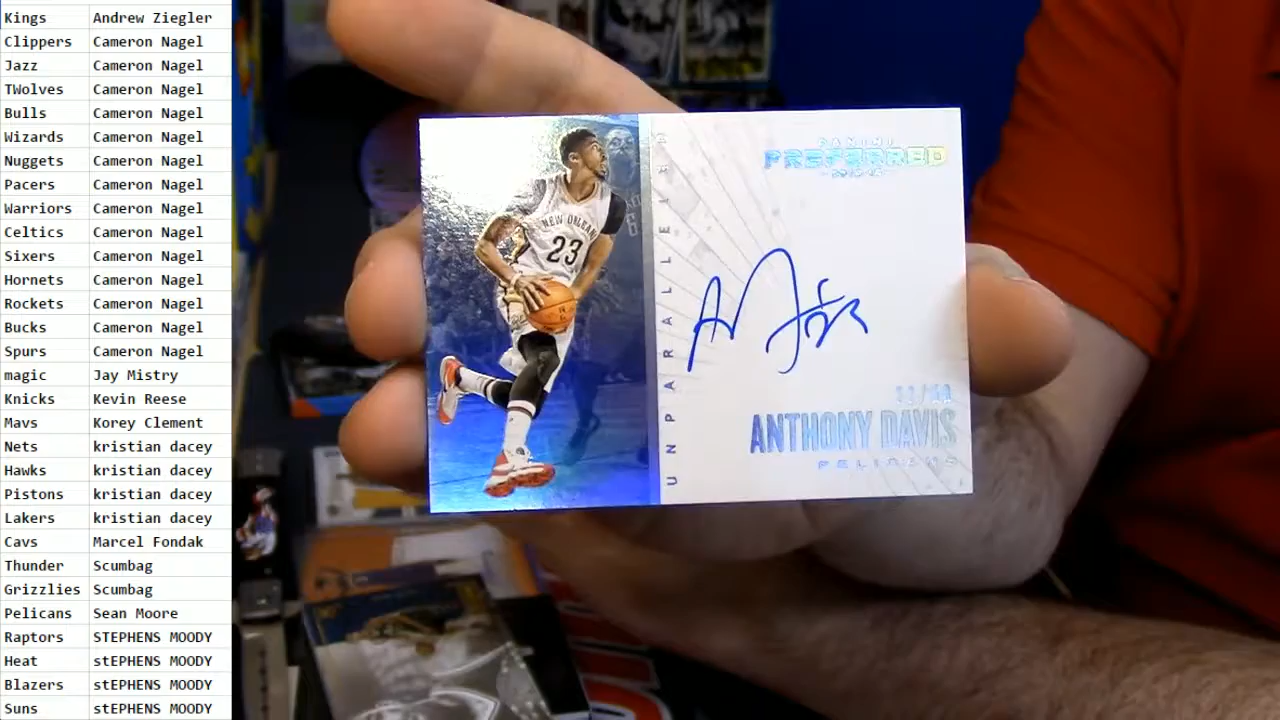 Kings Andrew Ziegler
Clippers Cameron Nagel
Jazz Cameron Nagel
TWolves Cameron Nagel
Bulls Cameron Nagel
Wizards Cameron Nagel
Nuggets Cameron Nagel
Pacers Cameron Nagel
Warriors Cameron Nagel
Celtics Cameron Nagel
Sixers Cameron Nagel
Hornets Cameron Nagel
Rockets Cameron Nagel
Bucks Cameron Nagel
Spurs Cameron Nagel
magic Jay Mistry
Knicks Kevin Reese
Mavs Korey Clement
Nets kristian dacey
Hawks kristian dacey
Pistons kristian dacey
Lakers kristian dacey
Cavs Marcel Fondak
Thunder Scumbag
Grizzlies Scumbag
Pelicans Sean Moore
Raptors STEPHENS MOODY
Heat stEPHENS MOODY
Blazers stEPHENS MOODY
Suns stEPHENS MOODY
NEW ORLEANS
23
UNPARALLELED
PANINI
PREFERRED
ANTHONY DAVIS
PELICANS